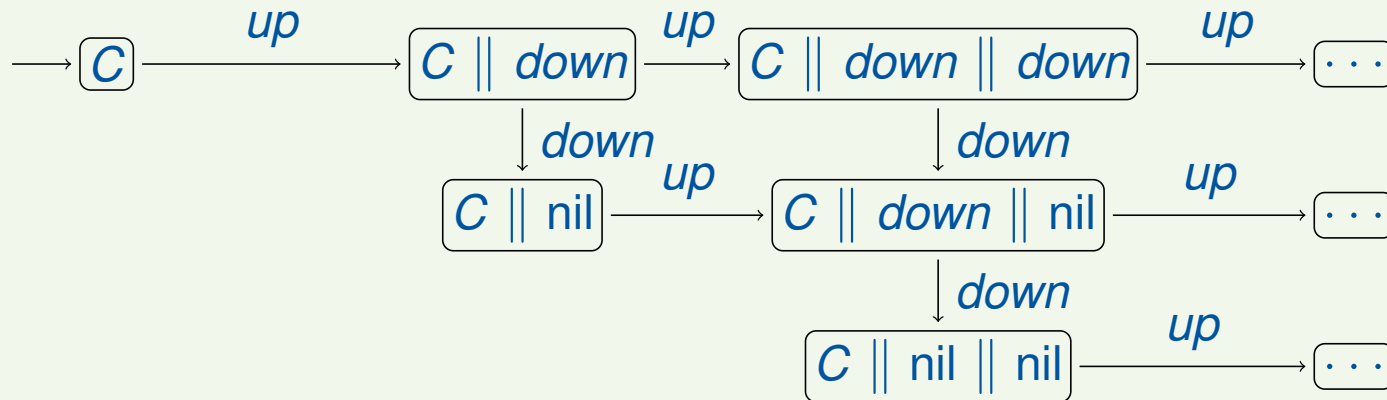 up up up
C C || down C || down || down ···
down down
up up
C || nil C || down || nil ···
down
up
C || nil || nil ···